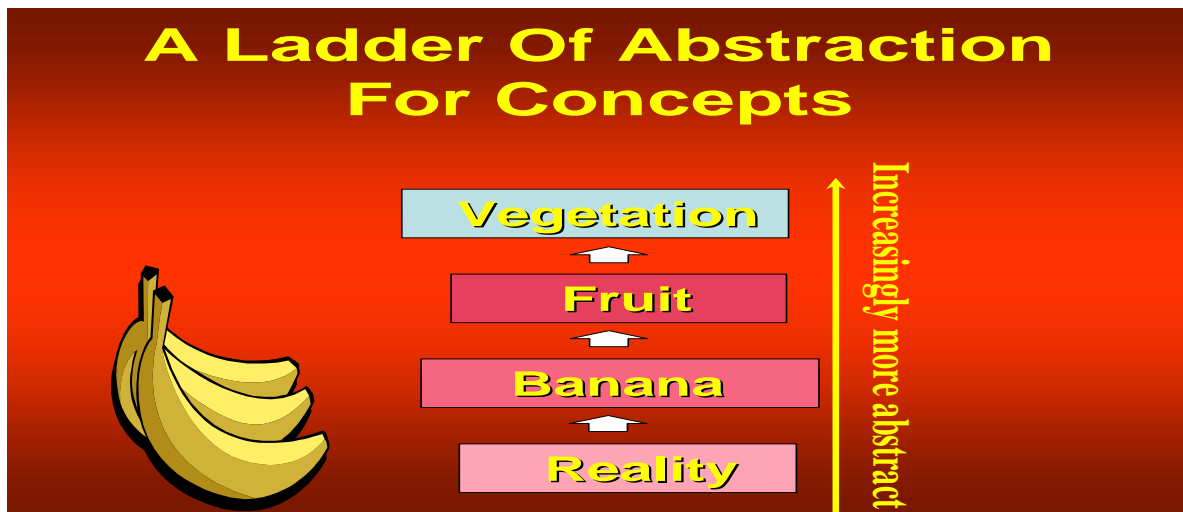 A Ladder Of Abstraction
For Concepts
Vegetation
Fruit
Banana
Reality
Increasingly more abstract